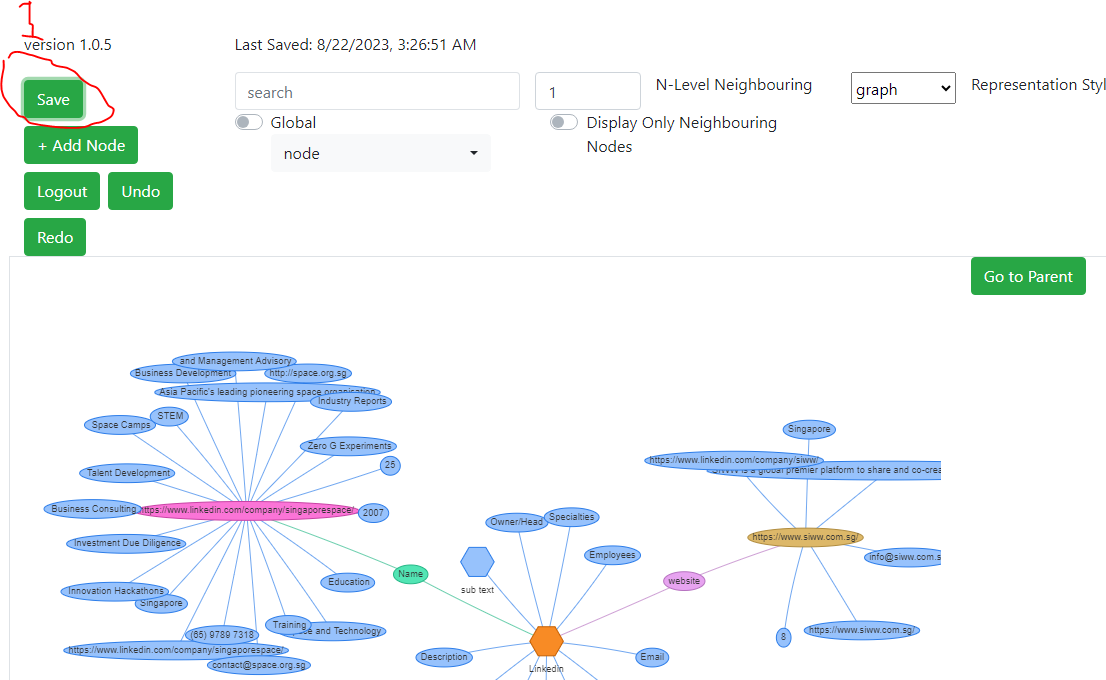 1
version 1.0.5
Last Saved: 8/22/2023, 3:26:51 AM
Save
search
1
N-Level Neighbouring
graph
Representation Styl
Global
Display Only Neighbouring
Nodes
+ Add Node
node
Logout
Undo
Redo
Go to Parent
and Management Advisory
Business Development
http://space.org.sg
Asia Pacific's leading pioneering space organisation
Industry Reports
STEM
Space Camps
Singapore
Zero G Experiments
https://www.linkedin.com/company/siww/
25
is a global premier platform to share and co-crea
Talent Development
Business Consulting
https://www.linkedin.com/company/singaporespace/
2007
Specialties
Owner/Head
https://www.siww.com.sg/
Investment Due Diligence
Employees
info@siww.com.s
Name
Education
website
sub text
Innovation Hackathons
Singapore
Training
and Technology
(65) 9789 7318
https://www.siww.com.sg/
8
https://www.linkedin.com/company/singaporespace/
Description
Email
contact@space.org.sg
Linkedin